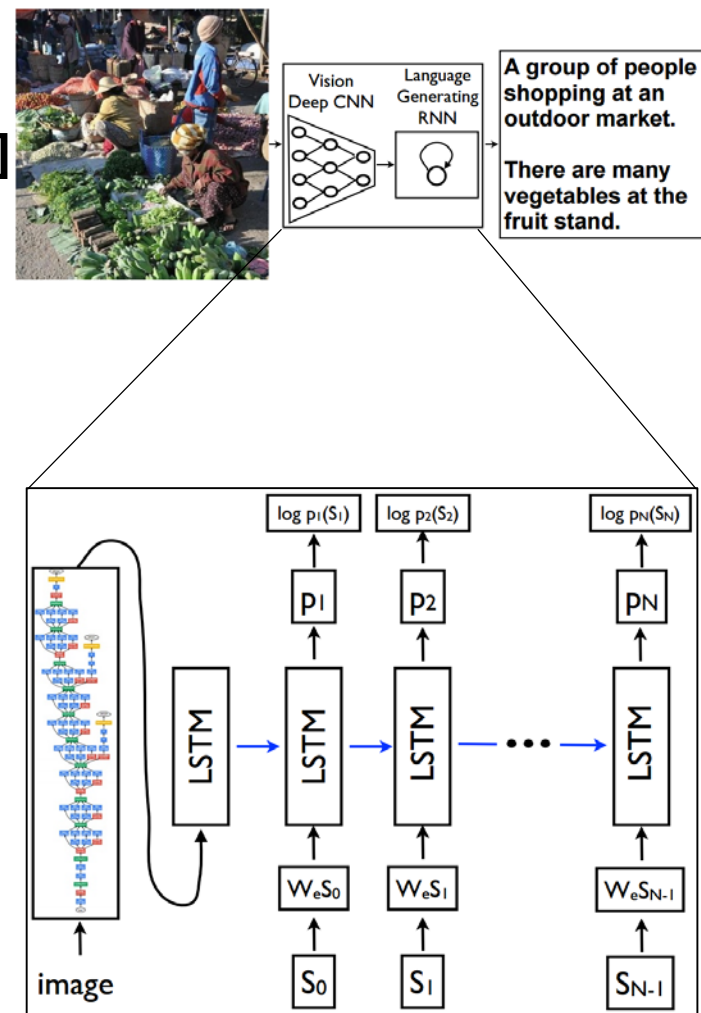 ]
Vision
Deep CNN
Language
Generating
RNN
A group of people
shopping at an
outdoor market.
There are many
vegetables at the
fruit stand.
log p₁(S₁) log p₂(S₂) log pN(SN)
p₁ p₂ pN
LSTM LSTM LSTM LSTM
WₑS₀ WₑS₁ WₑSN-1
S₀ S₁ SN-1
image